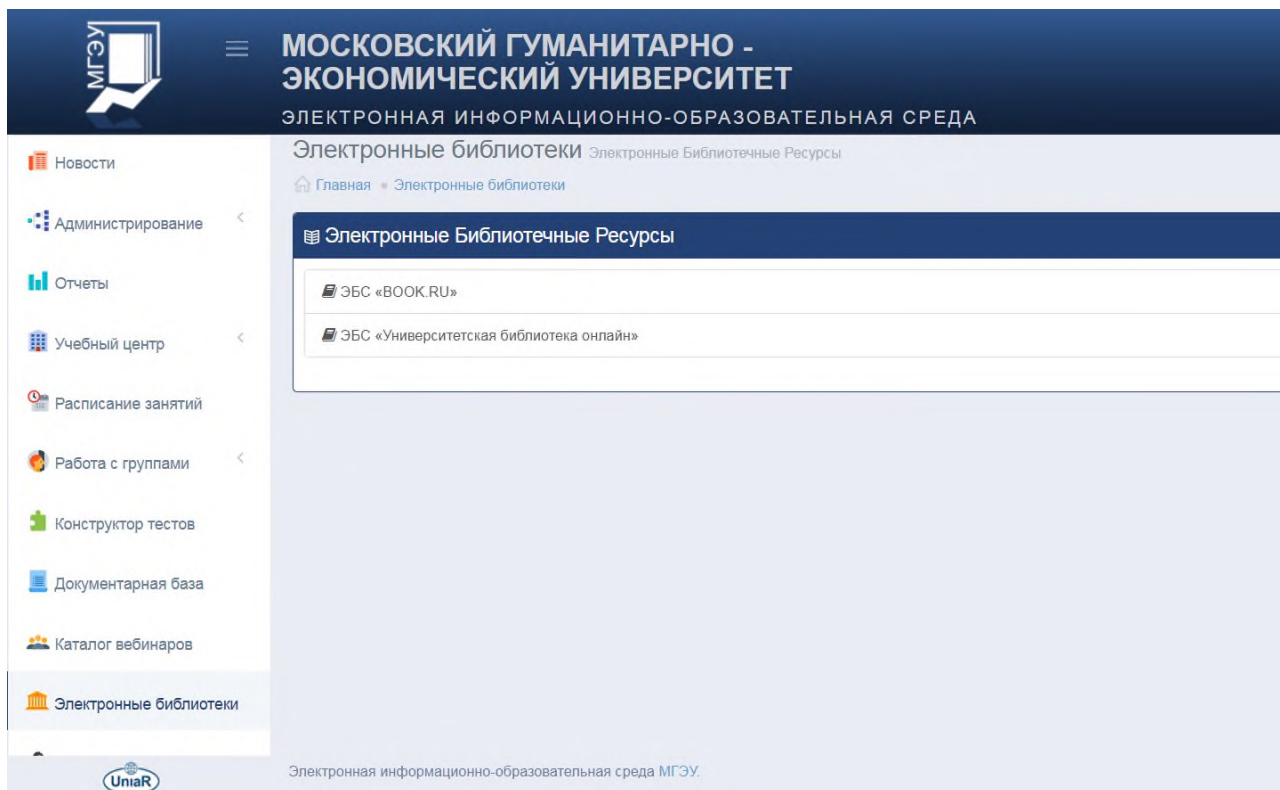 МГЭУ
МОСКОВСКИЙ ГУМАНИТАРНО -
ЭКОНОМИЧЕСКИЙ УНИВЕРСИТЕТ
ЭЛЕКТРОННАЯ ИНФОРМАЦИОННО-ОБРАЗОВАТЕЛЬНАЯ СРЕДА
Новости
Администрирование
Отчеты
Учебный центр
Расписание занятий
Работа с группами
Конструктор тестов
Документарная база
Каталог вебинаров
Электронные библиотеки
UniaR
Электронные библиотеки Электронные Библиотечные Ресурсы
Главная Электронные библиотеки
Электронные Библиотечные Ресурсы
ЭБС «BOOK.RU»
ЭБС «Университетская библиотека онлайн»
Электронная информационно-образовательная среда МГЭУ.